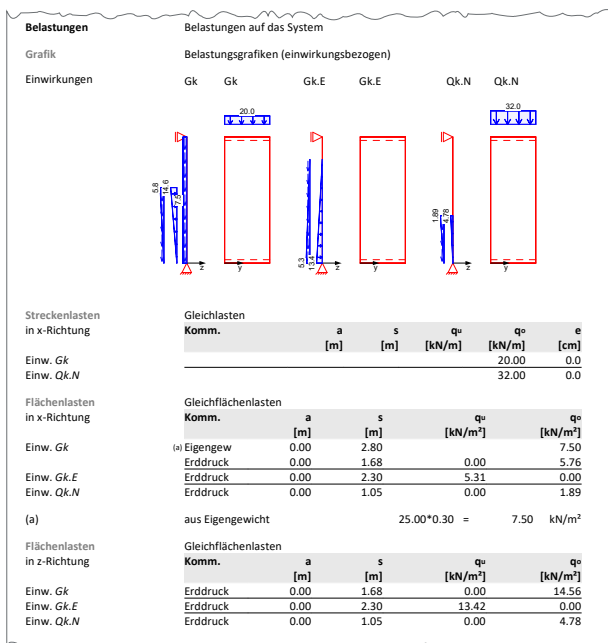 Belastungen Belastungen auf das System
Grafik Belastungsgrafiken (einwirkungsbezogen)
Einwirkungen Gk Gk Gk.E Gk.E Qk.N Qk.N
20.0 32.0
5.8 14.6 7.5 5.3 13.4 1.89 4.78
z y z y z y
Streckenlasten Gleichlasten
in x-Richtung Komm. a s qu qo e
[m] [m] [kN/m] [kN/m] [cm]
Einw. Gk 20.00 0.0
Einw. Qk.N 32.00 0.0
Flächenlasten Gleichflächenlasten
in x-Richtung Komm. a s qu qo
[m] [m] [kN/m²] [kN/m²]
Einw. Gk (a) Eigengew 0.00 2.80 7.50
Erddruck 0.00 1.68 0.00 5.76
Einw. Gk.E Erddruck 0.00 2.30 5.31 0.00
Einw. Qk.N Erddruck 0.00 1.05 0.00 1.89
(a) aus Eigengewicht 25.00*0.30 = 7.50 kN/m²
Flächenlasten Gleichflächenlasten
in z-Richtung Komm. a s qu qo
[m] [m] [kN/m²] [kN/m²]
Einw. Gk Erddruck 0.00 1.68 0.00 14.56
Einw. Gk.E Erddruck 0.00 2.30 13.42 0.00
Einw. Qk.N Erddruck 0.00 1.05 0.00 4.78